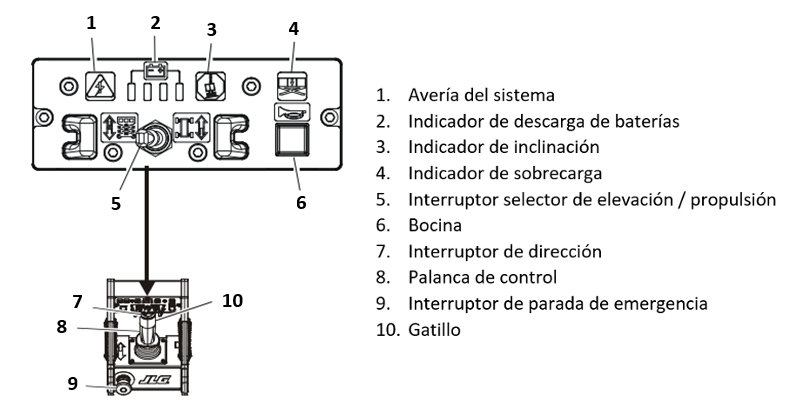 1
2
3
4
5
6
7
10
8
9
JLG
1. Avería del sistema
2. Indicador de descarga de baterías
3. Indicador de inclinación
4. Indicador de sobrecarga
5. Interruptor selector de elevación / propulsión
6. Bocina
7. Interruptor de dirección
8. Palanca de control
9. Interruptor de parada de emergencia
10. Gatillo